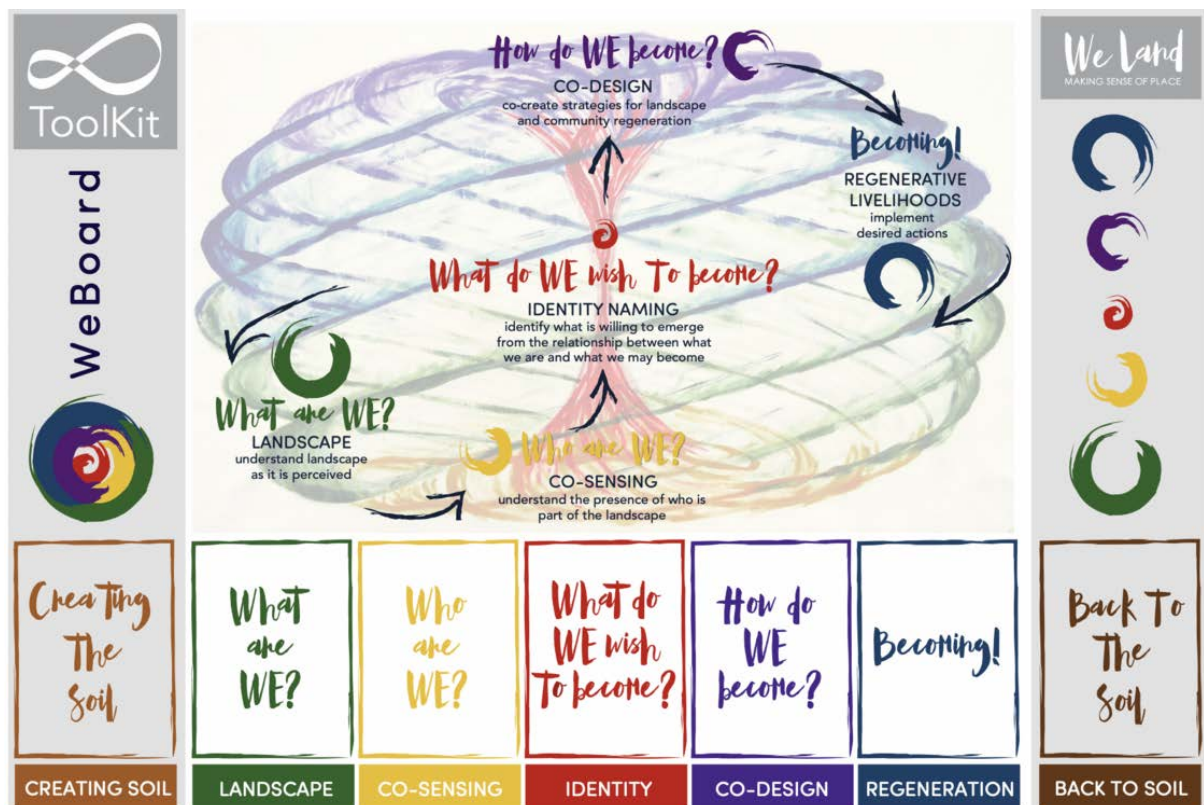 ToolKit
WeBoard
How do WE become?
CO-DESIGN
co-create strategies for landscape
and community regeneration
Becoming!
REGENERATIVE
LIVELIHOODS
implement
desired actions
What do WE wish To become?
IDENTITY NAMING
identify what is willing to emerge
from the relationship between what
we are and what we may become
What are WE?
LANDSCAPE
understand landscape
as it is perceived
Who are WE?
CO-SENSING
understand the presence of who is
part of the landscape
We Land
MAKING SENSE OF PLACE
Creating
The
Soil
CREATING SOIL
What
are
WE?
LANDSCAPE
Who
are
WE?
CO-SENSING
What do
WE wish
To become?
IDENTITY
How do
WE
become?
CO-DESIGN
Becoming!
REGENERATION
Back To
The
Soil
BACK TO SOIL